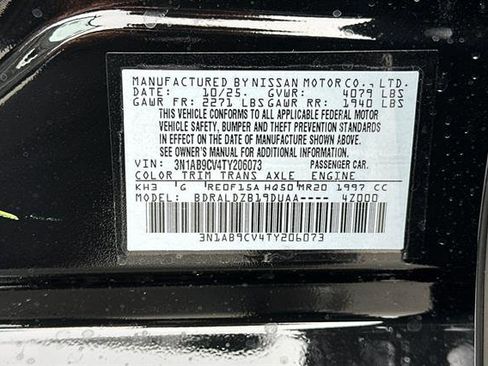 MANUFACTURED BY NISSAN MOTOR CO., LTD.
DATE: 10/25. GVWR: 4079 LBS
GAWR FR: 2271 LBS GAWR RR: 1940 LBS
THIS VEHICLE CONFORMS TO ALL APPLICABLE FEDERAL MOTOR
VEHICLE SAFETY, BUMPER AND THEFT PREVENTION STANDARDS
IN EFFECT ON THE DATE OF MANUFACTURE SHOWN ABOVE.
SEE OWNER'S MANUAL FOR ADDITIONAL INFORMATION
VIN: 3N1AB9CV4TY206073 PASSENGER CAR.
COLOR TRIM TRANS AXLE ENGINE
KH3 G RE0F15A HQ50 MR20 1997 CC
MODEL: BDRALDZB19DUAA---- 4Z000
3N1AB9CV4TY206073